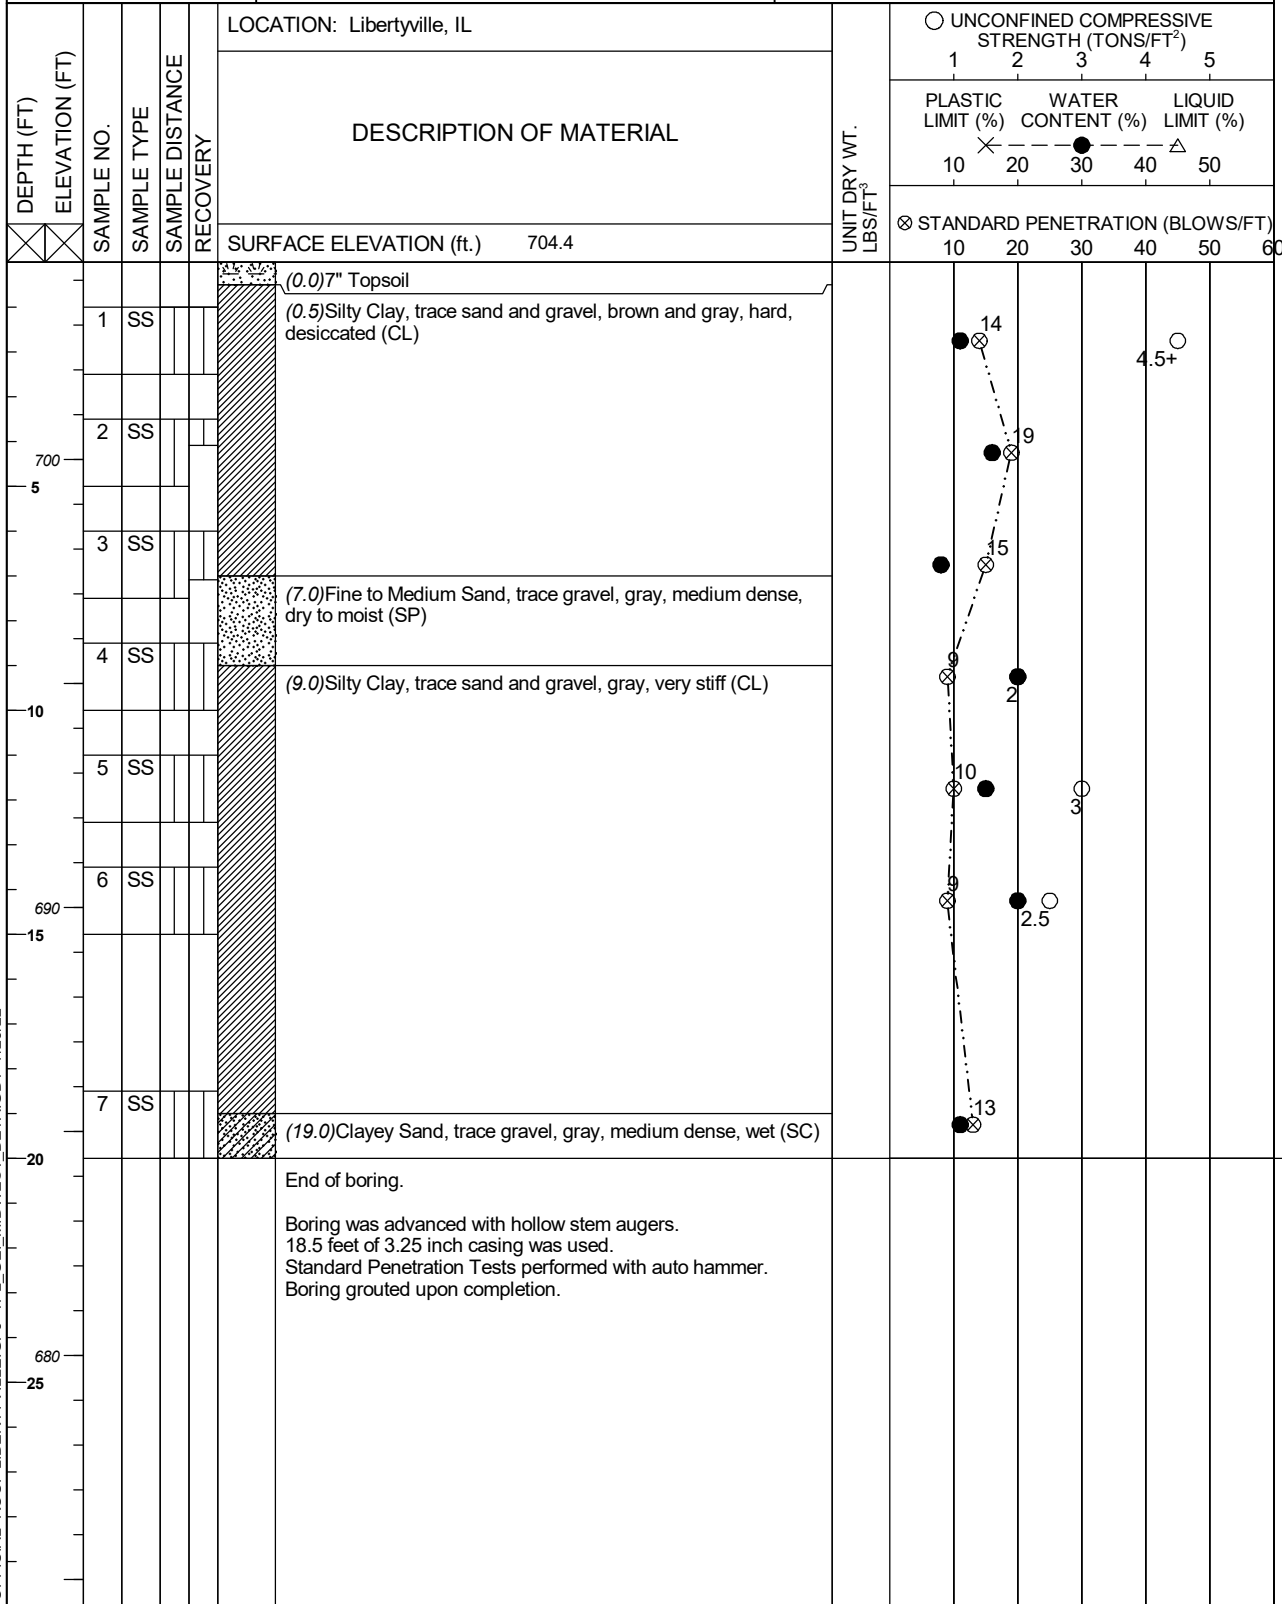 LOCATION: Libertyville, IL
DEPTH (FT)
ELEVATION (FT)
SAMPLE NO.
SAMPLE TYPE
SAMPLE DISTANCE
RECOVERY
DESCRIPTION OF MATERIAL
SURFACE ELEVATION (ft.) 704.4
UNIT DRY WT.
LBS/FT³
UNCONFINED COMPRESSIVE
STRENGTH (TONS/FT²)
1 2 3 4 5
PLASTIC WATER LIQUID
LIMIT (%) CONTENT (%) LIMIT (%)
10 20 30 40 50
STANDARD PENETRATION (BLOWS/FT)
10 20 30 40 50 60
(0.0)7" Topsoil
1 SS
(0.5)Silty Clay, trace sand and gravel, brown and gray, hard,
desiccated (CL)
14
4.5+
2 SS
19
700
5
3 SS
15
(7.0)Fine to Medium Sand, trace gravel, gray, medium dense,
dry to moist (SP)
4 SS
9
(9.0)Silty Clay, trace sand and gravel, gray, very stiff (CL)
2
10
5 SS
10
3
6 SS
9
690
2.5
15
7 SS
13
(19.0)Clayey Sand, trace gravel, gray, medium dense, wet (SC)
20
End of boring.
Boring was advanced with hollow stem augers.
18.5 feet of 3.25 inch casing was used.
Standard Penetration Tests performed with auto hammer.
Boring grouted upon completion.
680
25